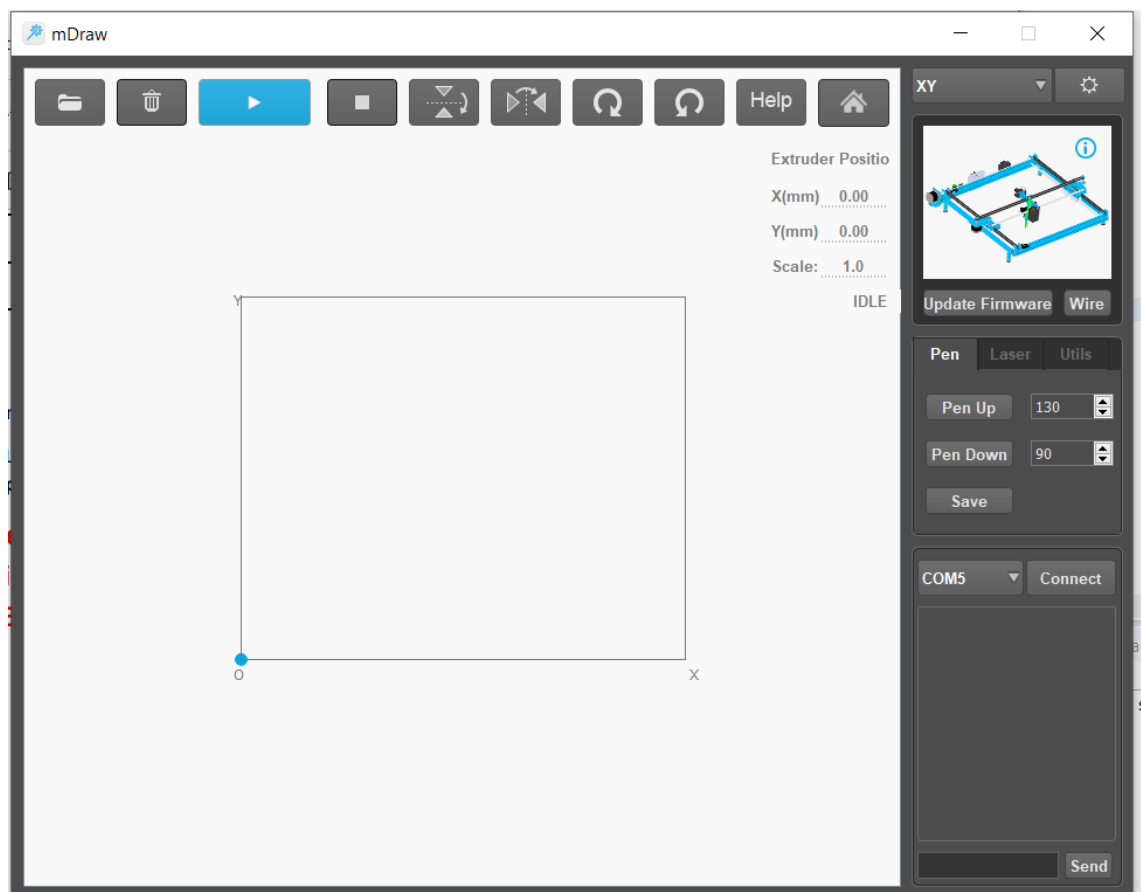 mDraw
Help
XY
Extruder Positio
X(mm) 0.00
Y(mm) 0.00
Scale: 1.0
IDLE
Update Firmware Wire
Pen Laser Utils
Pen Up 130
Pen Down 90
Save
COM5 Connect
Send
Y
O
X